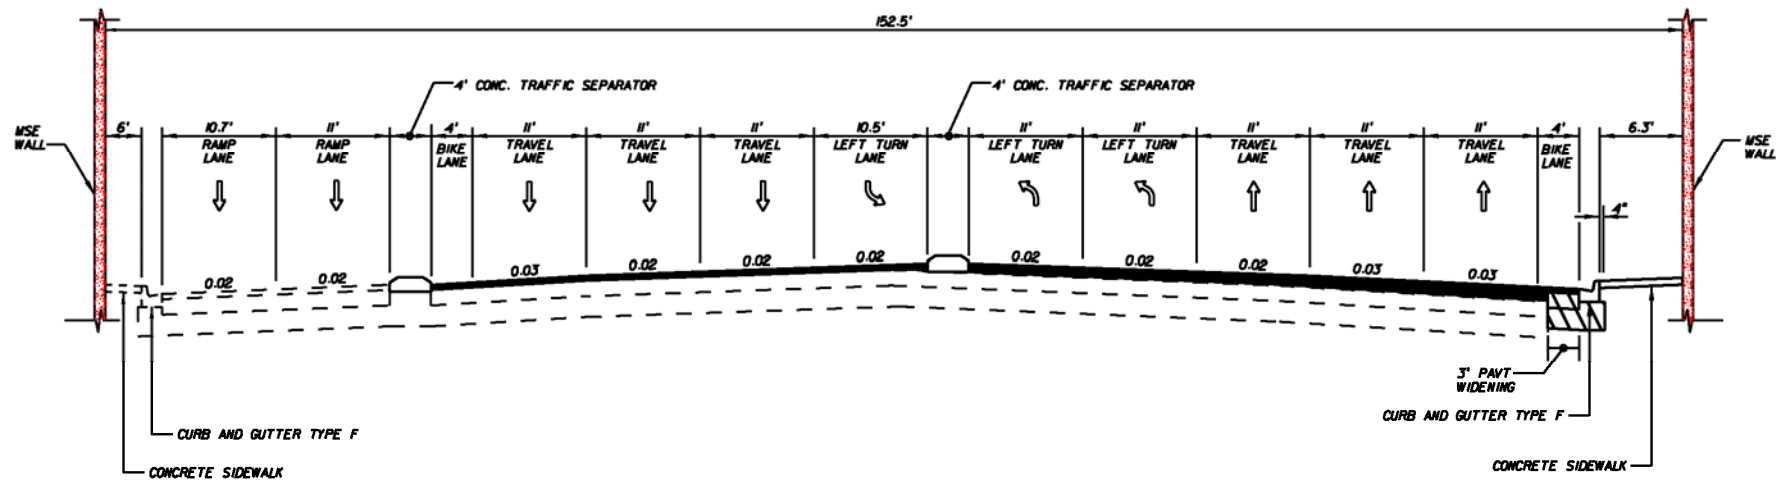 152.5'
4' CONC. TRAFFIC SEPARATOR
4' CONC. TRAFFIC SEPARATOR
MSE
WALL
6'
10.7'
RAMP
LANE
11'
RAMP
LANE
4'
BIKE
LANE
11'
TRAVEL
LANE
11'
TRAVEL
LANE
11'
TRAVEL
LANE
10.5'
LEFT TURN
LANE
11'
LEFT TURN
LANE
11'
LEFT TURN
LANE
11'
TRAVEL
LANE
11'
TRAVEL
LANE
11'
TRAVEL
LANE
4'
BIKE
LANE
6.3'
MSE
WALL
4"
0.02
0.02
0.03
0.02
0.02
0.02
0.02
0.02
0.02
0.03
0.03
3' PAVT
WIDENING
CURB AND GUTTER TYPE F
CURB AND GUTTER TYPE F
CONCRETE SIDEWALK
CONCRETE SIDEWALK